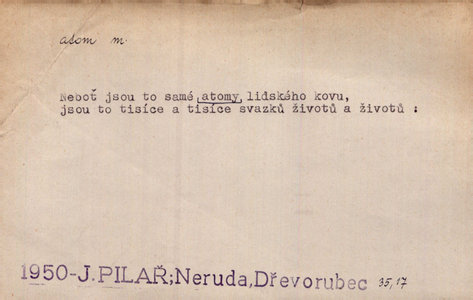 atom m.
Neboť jsou to samé atomy lidského kovu,
jsou to tisíce a tisíce svazků životů a životů :
1950-J.PILAŘ;Neruda,Dřevorubec 35,17